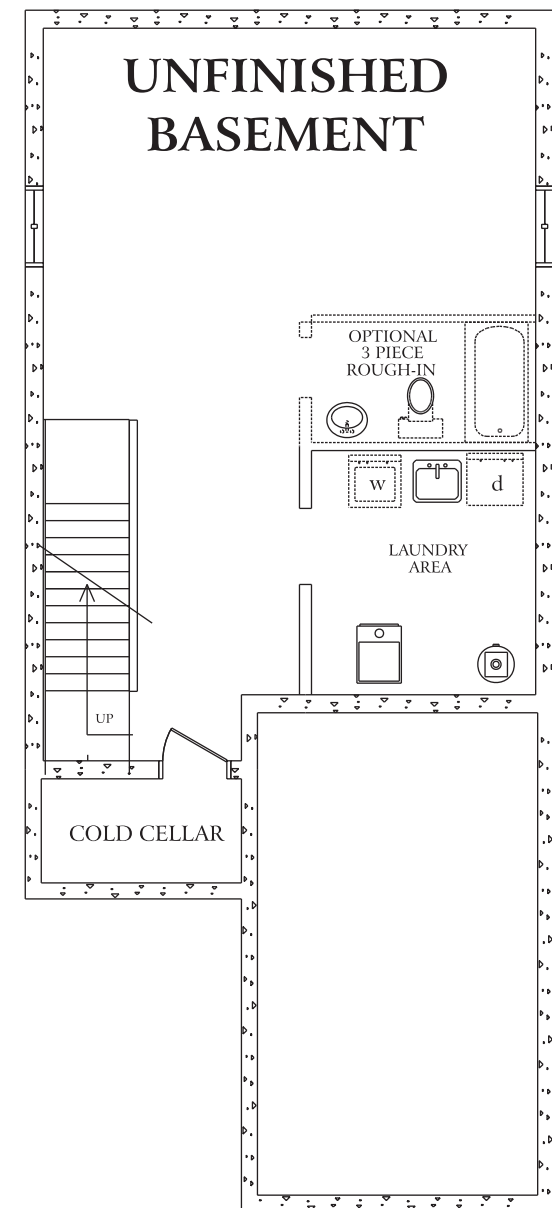 UNFINISHED
BASEMENT
OPTIONAL
3 PIECE
ROUGH-IN
w
d
LAUNDRY
AREA
UP
COLD CELLAR